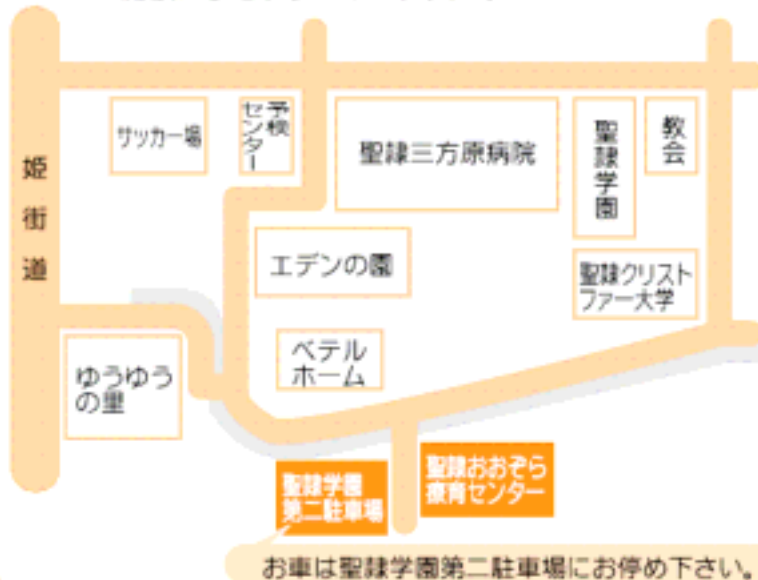 サッカー場
予検
センター
聖隷三方原病院
聖隷学園
教会
姫街道
エデンの園
聖隷クリスト
ファー大学
ベテル
ホーム
ゆうゆう
の里
聖隷おおぞら
療育センター
聖隷学園
第二駐車場
お車は聖隷学園第二駐車場にお停め下さい。